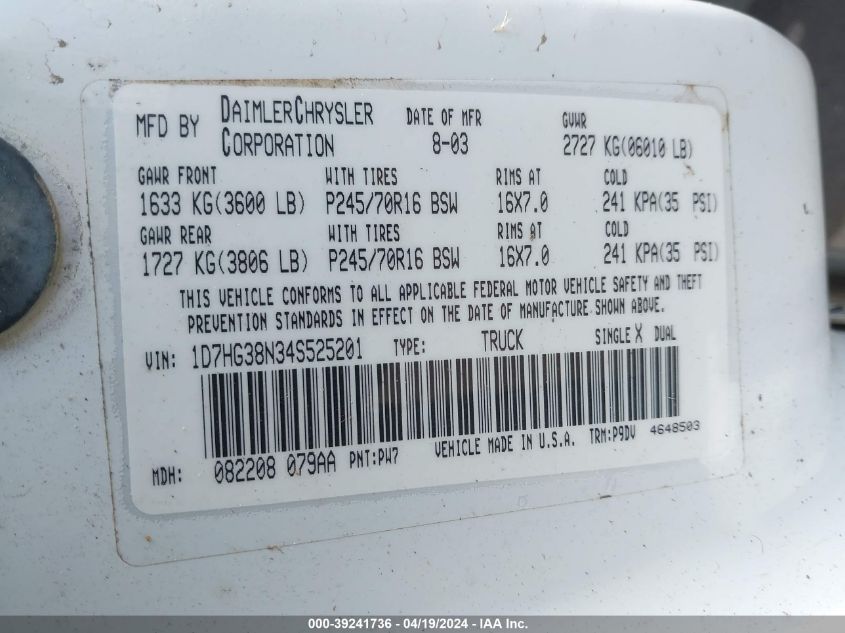 MFD BY DAIMLERCHRYSLER CORPORATION DATE OF MFR 8-03 GVWR 2727 KG(06010 LB)
GAWR FRONT WITH TIRES RIMS AT COLD
1633 KG(3600 LB) P245/70R16 BSW 16X7.0 241 KPA(35 PSI)
GAWR REAR WITH TIRES RIMS AT COLD
1727 KG(3806 LB) P245/70R16 BSW 16X7.0 241 KPA(35 PSI)
THIS VEHICLE CONFORMS TO ALL APPLICABLE FEDERAL MOTOR VEHICLE SAFETY AND THEFT
PREVENTION STANDARDS IN EFFECT ON THE DATE OF MANUFACTURE SHOWN ABOVE.
VIN: 1D7HG38N34S525201 TYPE: TRUCK SINGLE X DUAL
MDH: 082208 079AA PNT:PW7 VEHICLE MADE IN U.S.A. TRM:P9DV 4648503
000-39241736 - 04/19/2024 - IAA Inc.